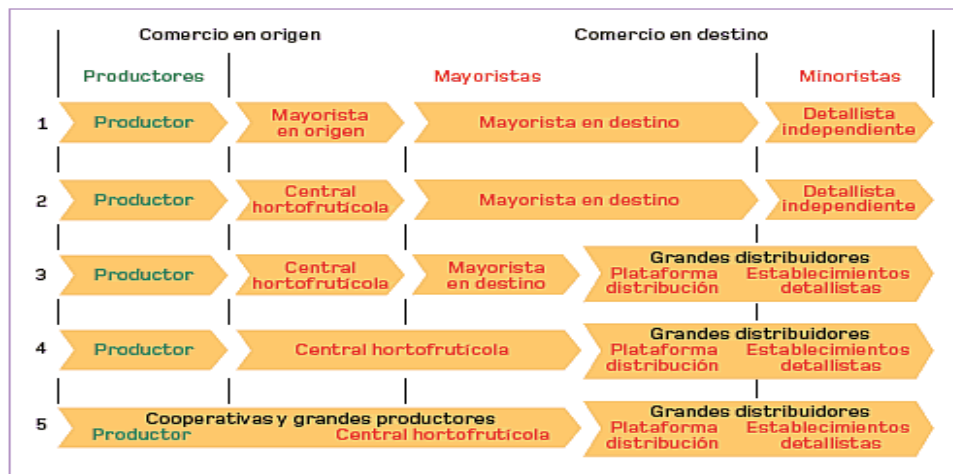 Comercio en origen Comercio en destino
Productores Mayoristas Minoristas
1 Productor Mayorista en origen Mayorista en destino Detallista independiente
2 Productor Central hortofrutícola Mayorista en destino Detallista independiente
3 Productor Central hortofrutícola Mayorista en destino Grandes distribuidores Plataforma distribución Establecimientos detallistas
4 Productor Central hortofrutícola Grandes distribuidores Plataforma distribución Establecimientos detallistas
5 Cooperativas y grandes productores Productor Central hortofrutícola Grandes distribuidores Plataforma distribución Establecimientos detallistas